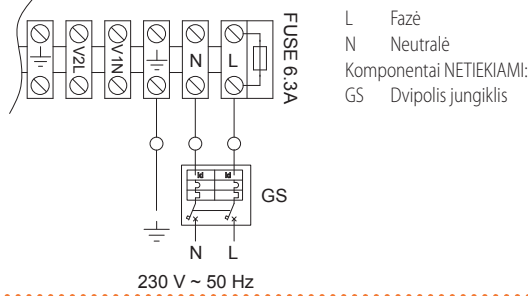 V2L
V1N
N
L
FUSE 6.3A
GS
N L
230 V ~ 50 Hz
L Fazė
N Neutralė
Komponentai NETIEKIAMI:
GS Dvipolis jungiklis